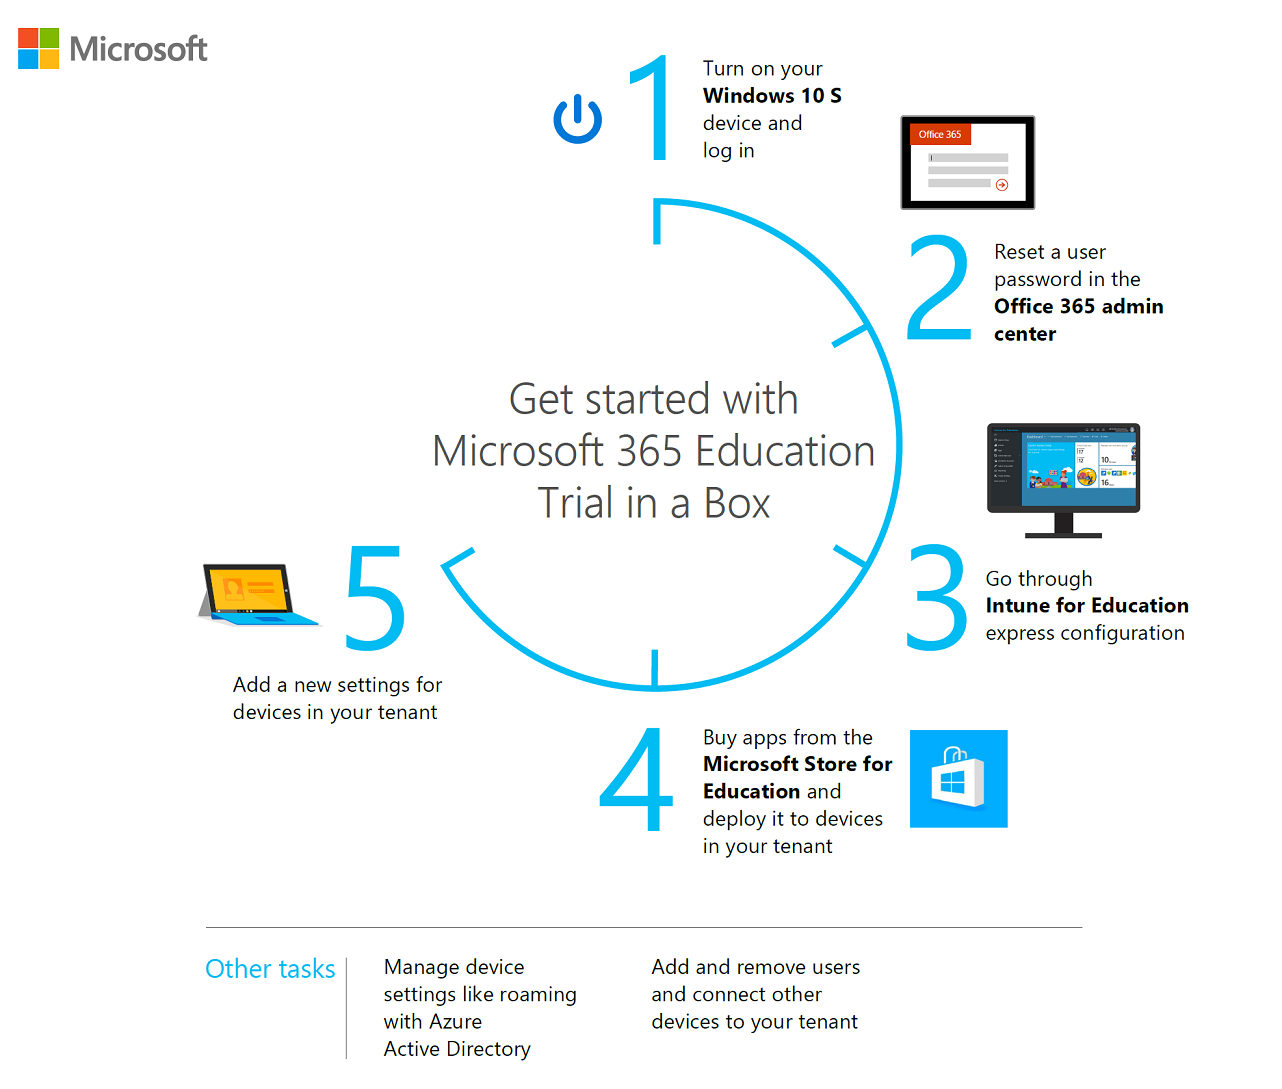 Microsoft
1
Turn on your
Windows 10 S
device and
log in
Office 365
2
Reset a user
password in the
Office 365 admin
center
Get started with
Microsoft 365 Education
Trial in a Box
3
Go through
Intune for Education
express configuration
4
Buy apps from the
Microsoft Store for
Education and
deploy it to devices
in your tenant
5
Add a new settings for
devices in your tenant
Other tasks
Manage device
settings like roaming
with Azure
Active Directory
Add and remove users
and connect other
devices to your tenant